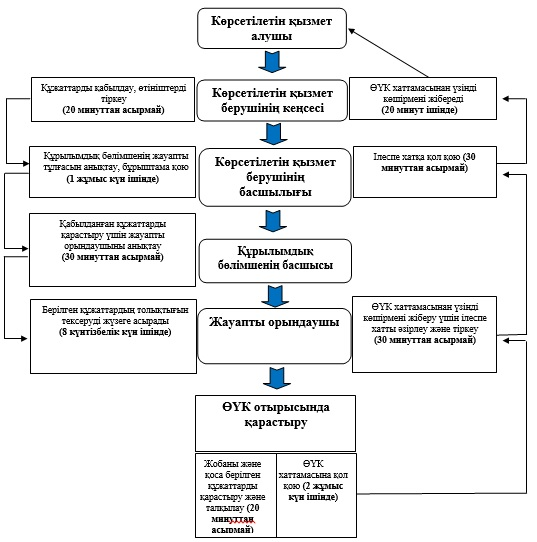 Көрсетілетін қызмет
алушы
Құжаттарды қабылдау, өтініштерді
тіркеу
(20 минуттан асырмай)
Көрсетілетін қызмет
берушінің кеңсесі
ӨҮК хаттамасынан үзінді
көшірмені жібереді
(20 минут ішінде)
Құрылымдық бөлімшенің жауапты
тұлғасын анықтау, бұрыштама қою
(1 жұмыс күн ішінде)
Көрсетілетін қызмет
берушінің
басшылығы
Ілеспе хатқа қол қою (30
минуттан асырмай)
Қабылданған құжаттарды
қарастыру үшін жауапты
орындаушыны анықтау
(30 минуттан асырмай)
Құрылымдық
бөлімшенің басшысы
Берілген құжаттардың толықтығын
тексеруді жүзеге асырады
(8 күнтізбелік күн ішінде)
Жауапты орындаушы
ӨҮК хаттамасынан үзінді
көшірмені жіберу үшін ілеспе
хатты әзірлеу және тіркеу
(30 минуттан асырмай)
ӨҮК отырысында
қарастыру
Жобаны және
қоса берілген
құжаттарды
қарастыру және
талқылау (20
минуттан
асырмай)
ӨҮК
хаттамасына қол
қою (2 жұмыс
күн ішінде)